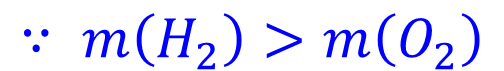 ∵ m(H₂) > m(O₂)